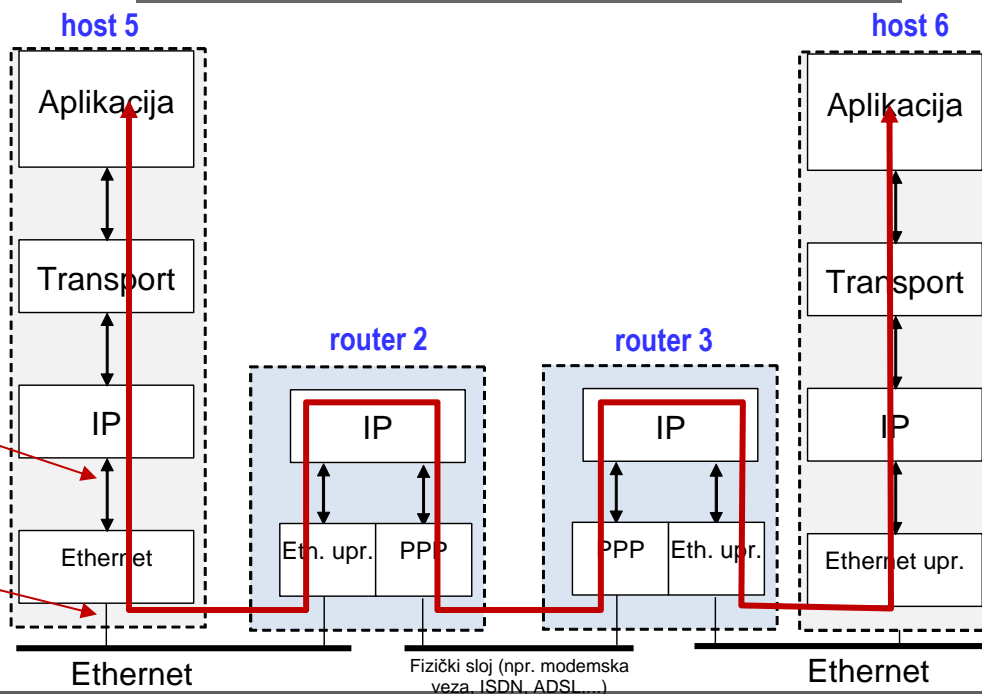 host 5
host 6
Aplikacija
Aplikacija
Transport
Transport
router 2
router 3
IP
IP
IP
IP
Ethernet
Eth. upr.
PPP
PPP
Eth. upr.
Ethernet upr.
Ethernet
Fizički sloj (npr. modemska
veza, ISDN, ADSL,...)
Ethernet